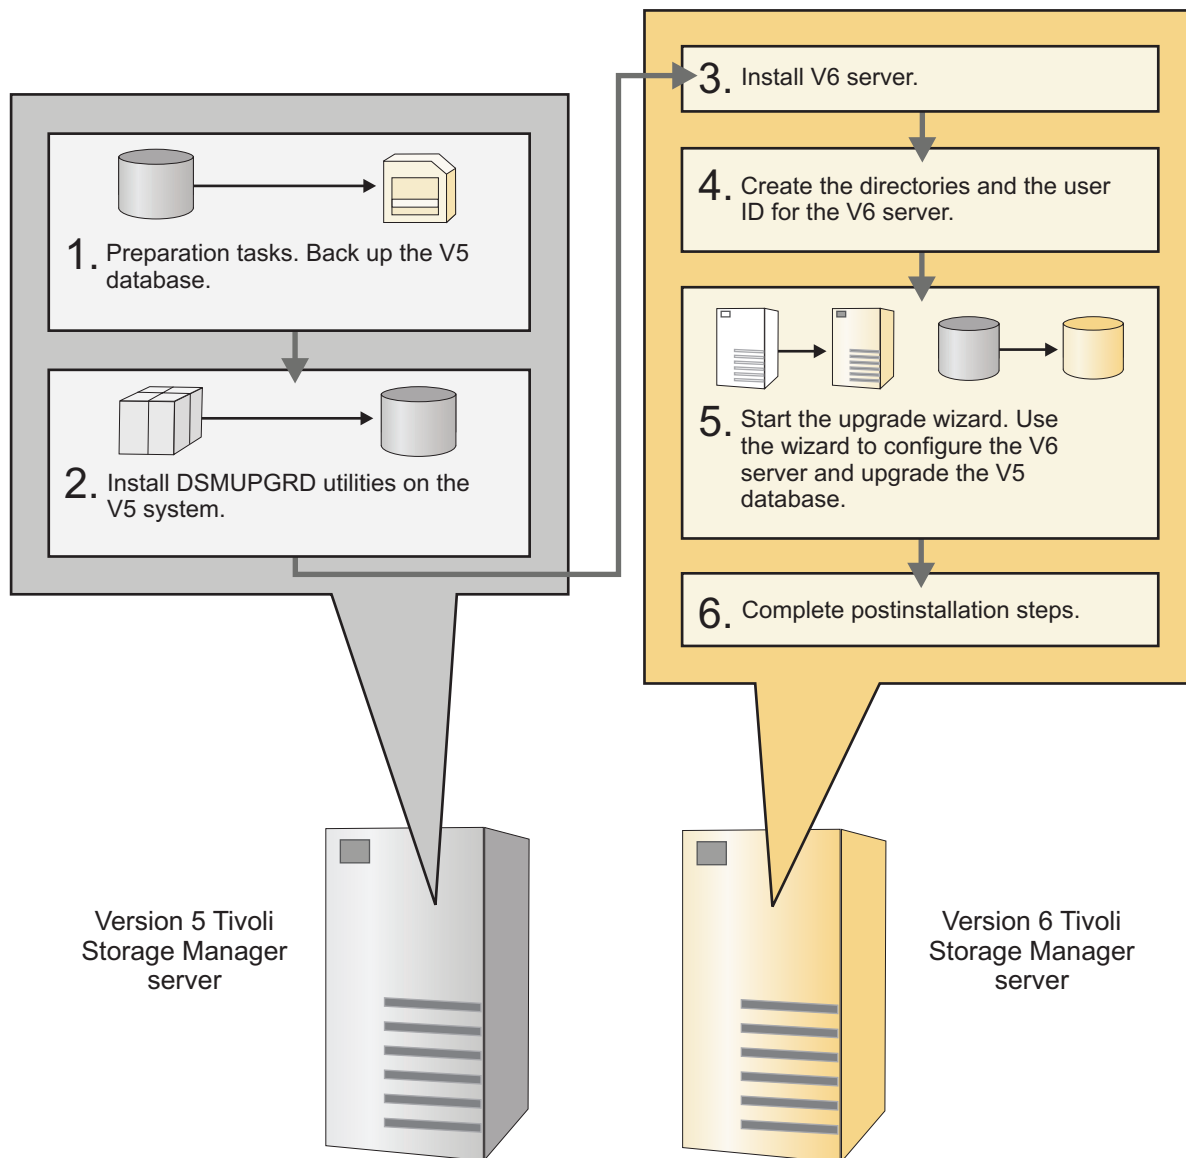 1. Preparation tasks. Back up the V5
database.
2. Install DSMUPGRD utilities on the
V5 system.
3. Install V6 server.
4. Create the directories and the user
ID for the V6 server.
5. Start the upgrade wizard. Use
the wizard to configure the V6
server and upgrade the V5
database.
6. Complete postinstallation steps.
Version 5 Tivoli
Storage Manager
server
Version 6 Tivoli
Storage Manager
server